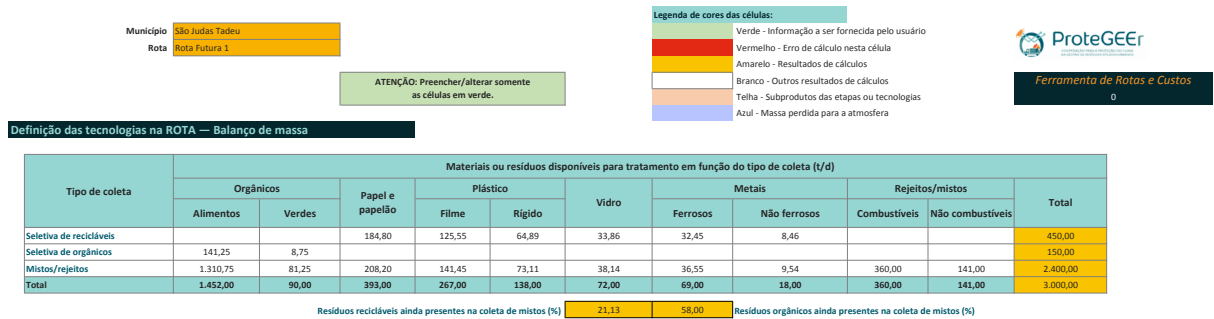 Legenda de cores das células:
Município São Judas Tadeu
Verde - Informação a ser fornecida pelo usuário
Rota Rota Futura 1
Vermelho - Erro de cálculo nesta célula
Amarelo - Resultados de cálculos
ProteGEEr
ATENÇÃO: Preencher/alterar somente
as células em verde.
Branco - Outros resultados de cálculos
Telha - Subprodutos das etapas ou tecnologias
Azul - Massa perdida para a atmosfera
Ferramenta de Rotas e Custos
0
Definição das tecnologias na ROTA — Balanço de massa
Tipo de coleta
Materiais ou resíduos disponíveis para tratamento em função do tipo de coleta (t/d)
Orgânicos Papel e papelão Plástico Vidro Metais Rejeitos/mistos Total
Alimentos Verdes Filme Rígido Ferrosos Não ferrosos Combustíveis Não combustíveis
Seletiva de recicláveis 184,80 125,55 64,89 33,86 32,45 8,46 450,00
Seletiva de orgânicos 141,25 8,75 150,00
Mistos/rejeitos 1.310,75 81,25 208,20 141,45 73,11 38,14 36,55 9,54 360,00 141,00 2.400,00
Total 1.452,00 90,00 393,00 267,00 138,00 72,00 69,00 18,00 360,00 141,00 3.000,00
Resíduos recicláveis ainda presentes na coleta de mistos (%) 21,13 58,00 Resíduos orgânicos ainda presentes na coleta de mistos (%)